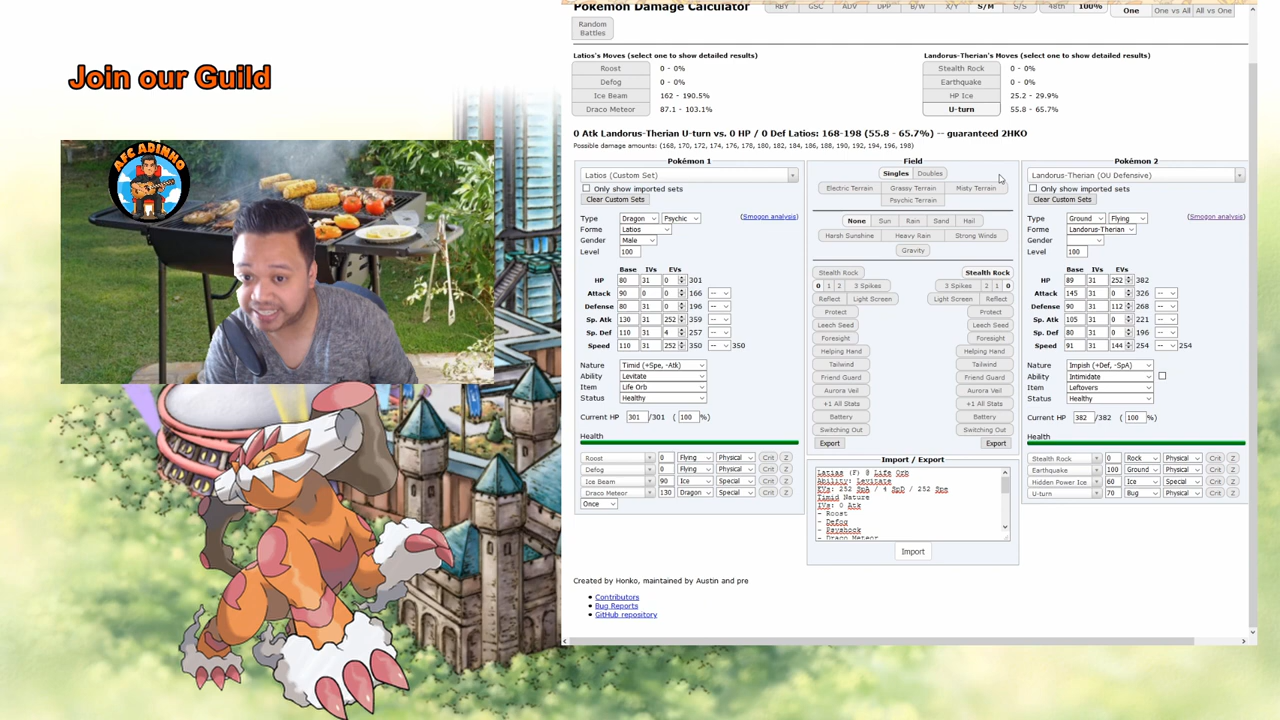 Pokémon Damage Calculator RBY GSC ADV DPP B/W X/Y S/M S/S 48th 100% One One vs All All vs One
Random Battles
Latios's Moves (select one to show detailed results) Landorus-Therian's Moves (select one to show detailed results)
Roost 0 - 0% Stealth Rock 0 - 0%
Defog 0 - 0% Earthquake 0 - 0%
Ice Beam 162 - 190.5% HP Ice 25.2 - 29.9%
Draco Meteor 87.1 - 103.1% U-turn 55.8 - 65.7%
Join our Guild
AFC ADINHO
0 Atk Landorus-Therian U-turn vs. 0 HP / 0 Def Latios: 168-198 (55.8 - 65.7%) -- guaranteed 2HKO
Possible damage amounts: (168, 170, 172, 174, 176, 178, 180, 182, 184, 186, 188, 190, 192, 194, 196, 198)
Pokémon 1 Field Pokémon 2
Latios (Custom Set) Singles Doubles Landorus-Therian (OU Defensive)
Only show imported sets Electric Terrain Grassy Terrain Misty Terrain Only show imported sets
Clear Custom Sets Psychic Terrain Clear Custom Sets
Type Dragon Psychic (Smogon analysis) None Sun Rain Sand Hail Type Ground Flying (Smogon analysis)
Forme Latios Harsh Sunshine Heavy Rain Strong Winds Forme Landorus-Therian
Gender Male Gravity Gender
Level 100 Level 100
Base IVs EVs Stealth Rock Stealth Rock Base IVs EVs
HP 80 31 0 301 0 1 2 3 Spikes 3 Spikes 2 1 0 HP 89 31 252 382
Attack 90 0 0 166 -- Reflect Light Screen Light Screen Reflect Attack 145 31 0 326 --
Defense 80 31 0 196 -- Protect Protect Defense 90 31 112 268 --
Sp. Atk 130 31 252 359 -- Leech Seed Leech Seed Sp. Atk 105 31 0 221 --
Sp. Def 110 31 4 257 -- Foresight Foresight Sp. Def 80 31 0 196 --
Speed 110 31 252 350 -- 350 Helping Hand Helping Hand Speed 91 31 144 254 -- 254
Nature Timid (+Spe, -Atk) Tailwind Tailwind Nature Impish (+Def, -SpA)
Ability Levitate Friend Guard Friend Guard Ability Intimidate
Item Life Orb Aurora Veil Aurora Veil Item Leftovers
Status Healthy +1 All Stats +1 All Stats Status Healthy
Current HP 301 /301 ( 100 %) Battery Battery Current HP 382 /382 ( 100 %)
Switching Out Switching Out
Health Export Export Health
Roost 0 Flying Physical Crit Z Import / Export Stealth Rock 0 Rock Physical Crit Z
Defog 0 Flying Physical Crit Z Earthquake 100 Ground Physical Crit Z
Ice Beam 90 Ice Special Crit Z Hidden Power Ice 60 Ice Special Crit Z
Draco Meteor 130 Dragon Special Crit Z U-turn 70 Bug Physical Crit Z
Once
Latias (F) @ Life Orb
Ability: Levitate
EVs: 252 SpA / 4 SpD / 252 Spe
Timid Nature
IVs: 0 Atk
- Roost
- Defog
- Psyshock
- Draco Meteor
Import
Created by Honko, maintained by Austin and pre
Contributors
Bug Reports
GitHub repository